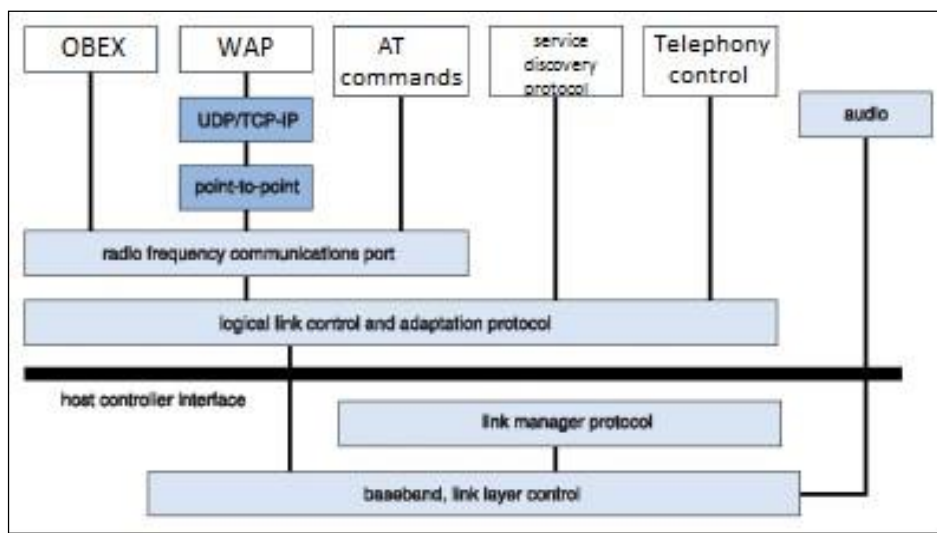 OBEX
WAP
AT
commands
service
discovery
protocol
Telephony
control
UDP/TCP-IP
audio
point-to-point
radio frequency communications port
logical link control and adaptation protocol
host controller interface
link manager protocol
baseband, link layer control